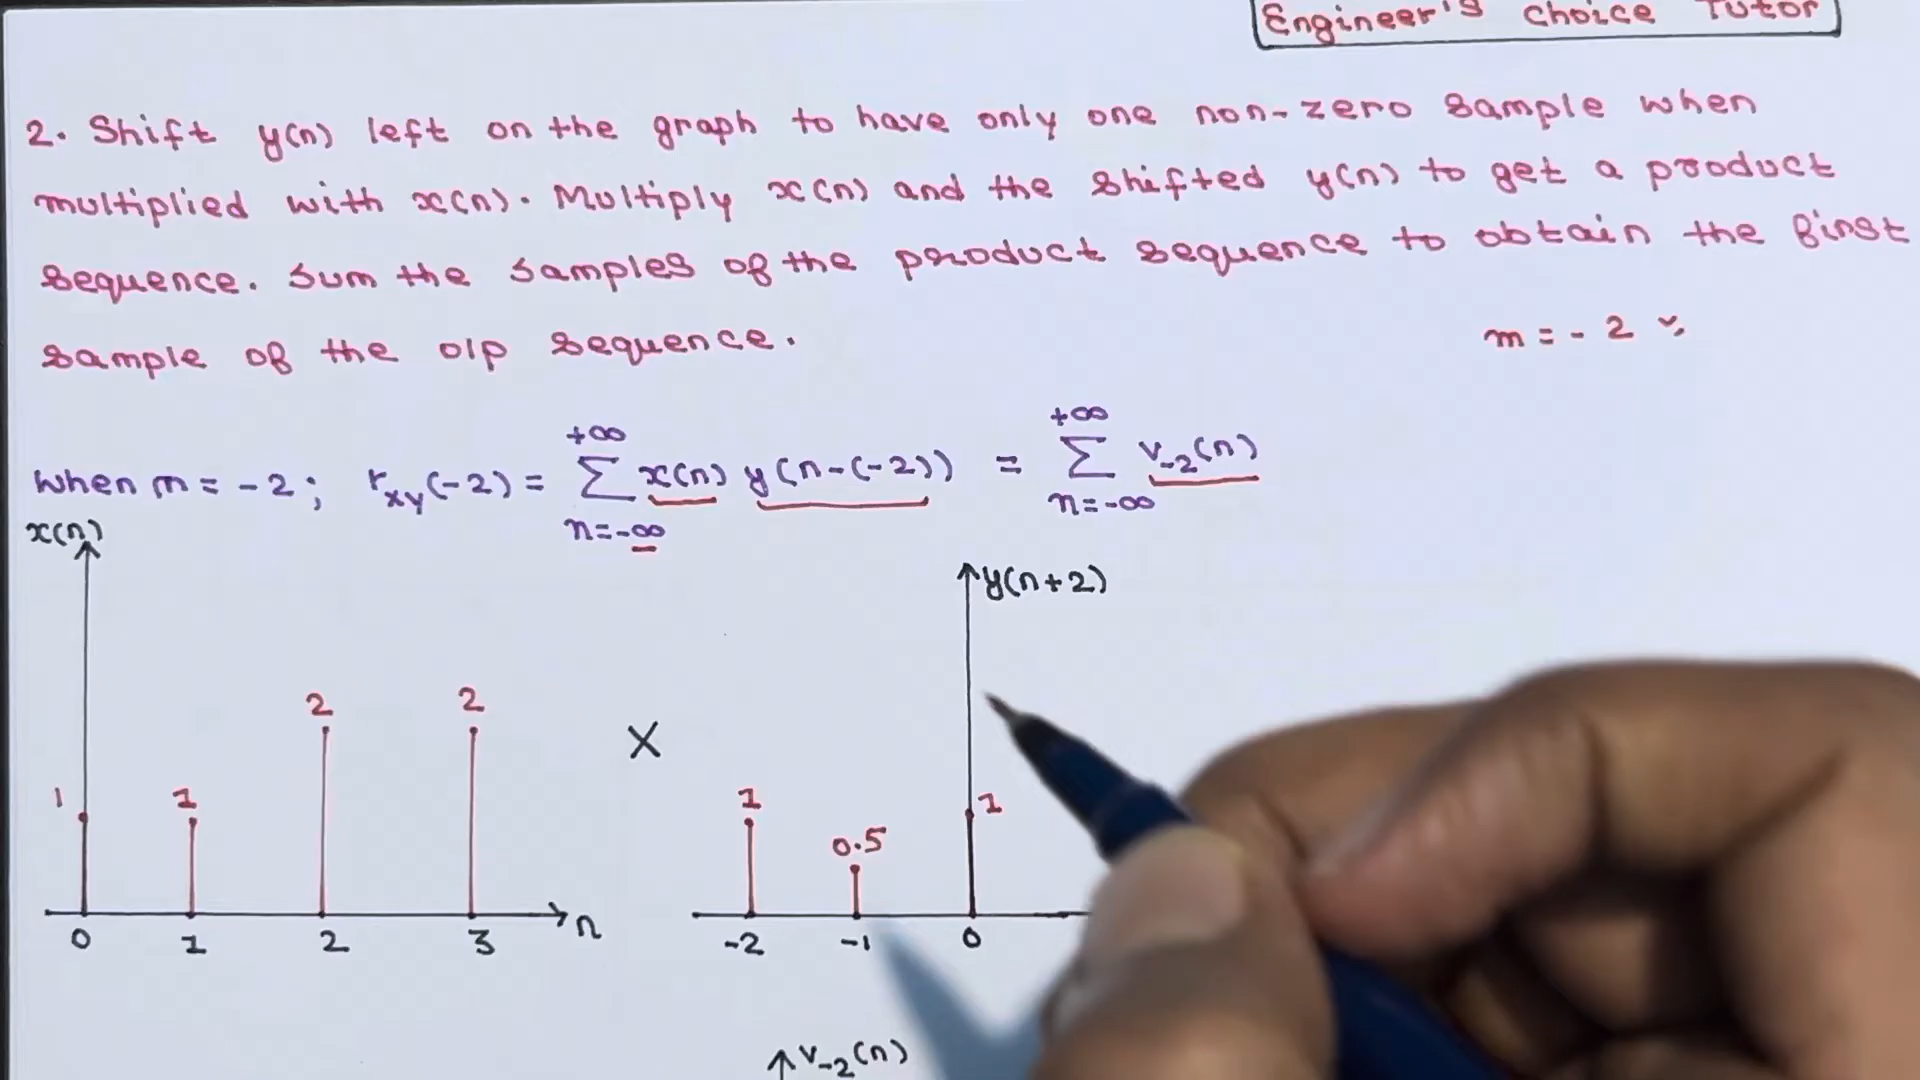 Engineer's Choice Tutor
2. Shift y(n) left on the graph to have only one non-zero sample when
multiplied with x(n). Multiply x(n) and the shifted y(n) to get a product
sequence. Sum the samples of the product sequence to obtain the first
sample of the o/p sequence.
m = - 2
when m = -2; rxy(-2) = +∞ Σ n=-∞ x(n) y(n-(-2)) = +∞ Σ n=-∞ v-2(n)
x(n)
y(n+2)
2 2
X
1 1 1 0.5 1
0 1 2 3 n -2 -1 0
v-2(n)